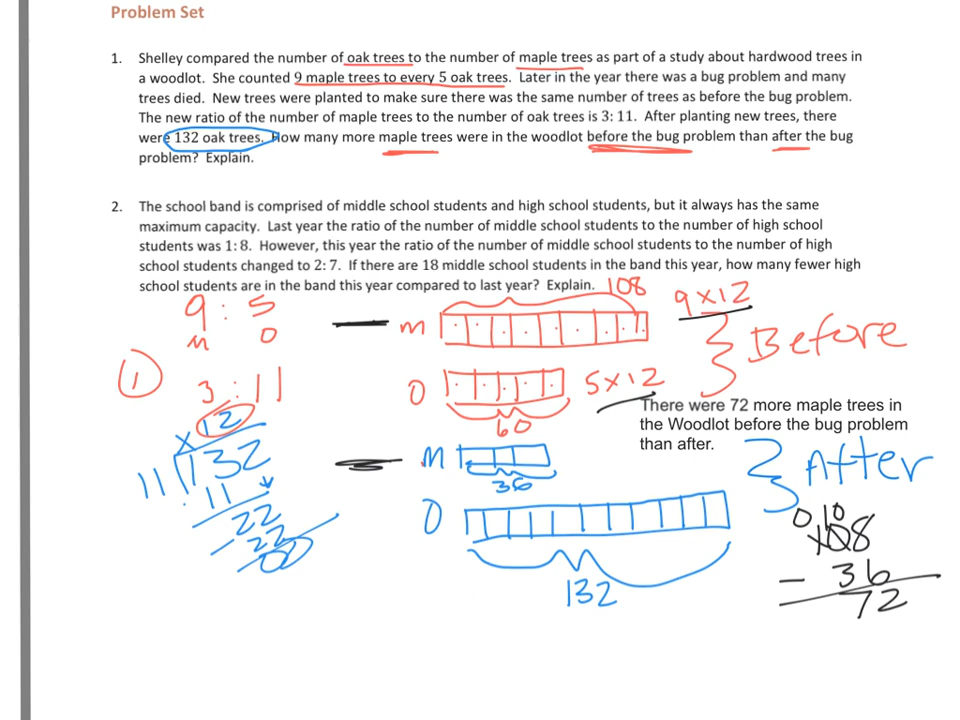 Problem Set
1. Shelley compared the number of oak trees to the number of maple trees as part of a study about hardwood trees in
a woodlot. She counted 9 maple trees to every 5 oak trees. Later in the year there was a bug problem and many
trees died. New trees were planted to make sure there was the same number of trees as before the bug problem.
The new ratio of the number of maple trees to the number of oak trees is 3: 11. After planting new trees, there
were 132 oak trees. How many more maple trees were in the woodlot before the bug problem than after the bug
problem? Explain.
2. The school band is comprised of middle school students and high school students, but it always has the same
maximum capacity. Last year the ratio of the number of middle school students to the number of high school
students was 1: 8. However, this year the ratio of the number of middle school students to the number of high
school students changed to 2: 7. If there are 18 middle school students in the band this year, how many fewer high
school students are in the band this year compared to last year? Explain.
108
9 : 5
m O
m
9x12
Before
1
3 : 11
O
5x12
60
There were 72 more maple trees in
the Woodlot before the bug problem
than after.
x 12
11 132
11
22
- 22
00
M
36
After
O
132
0 10
108
- 36
72